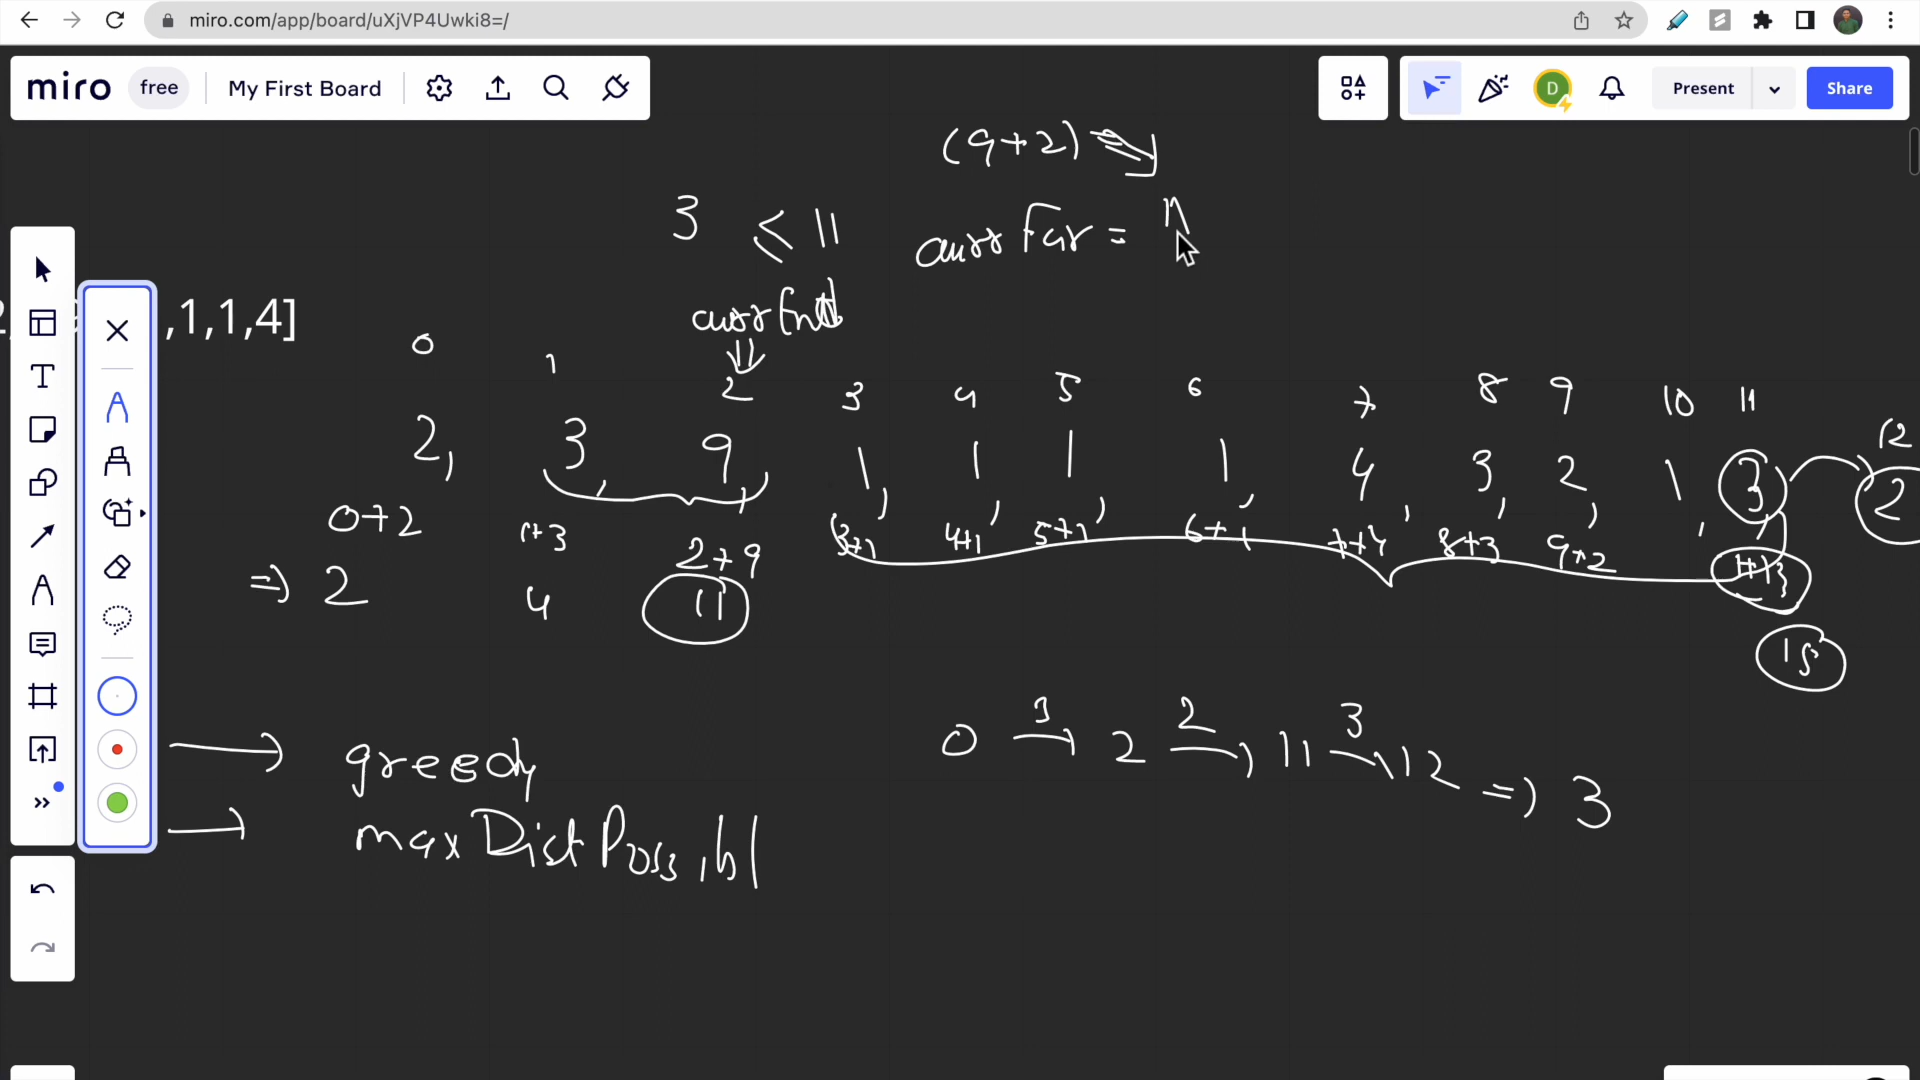 miro.com/app/board/uXjVP4Uwki8=/
miro free My First Board
D Present Share
(9+2)
3 ≤ 11 currFar =
,1,1,4]
currEnd
0 1 2 3 4 5 6 7 8 9 10 11 12
2, 3, 9, 1, 1, 1, 1, 4, 3, 2, 1, 3, 2
0+2 1+3 2+9 3+1 4+1 5+1 6+1 7+4 8+3 9+2
=> 2 4 11
0 → 2 → 11 → 12 => 3
3 2 3
→ greedy
→ maxDistPossibl